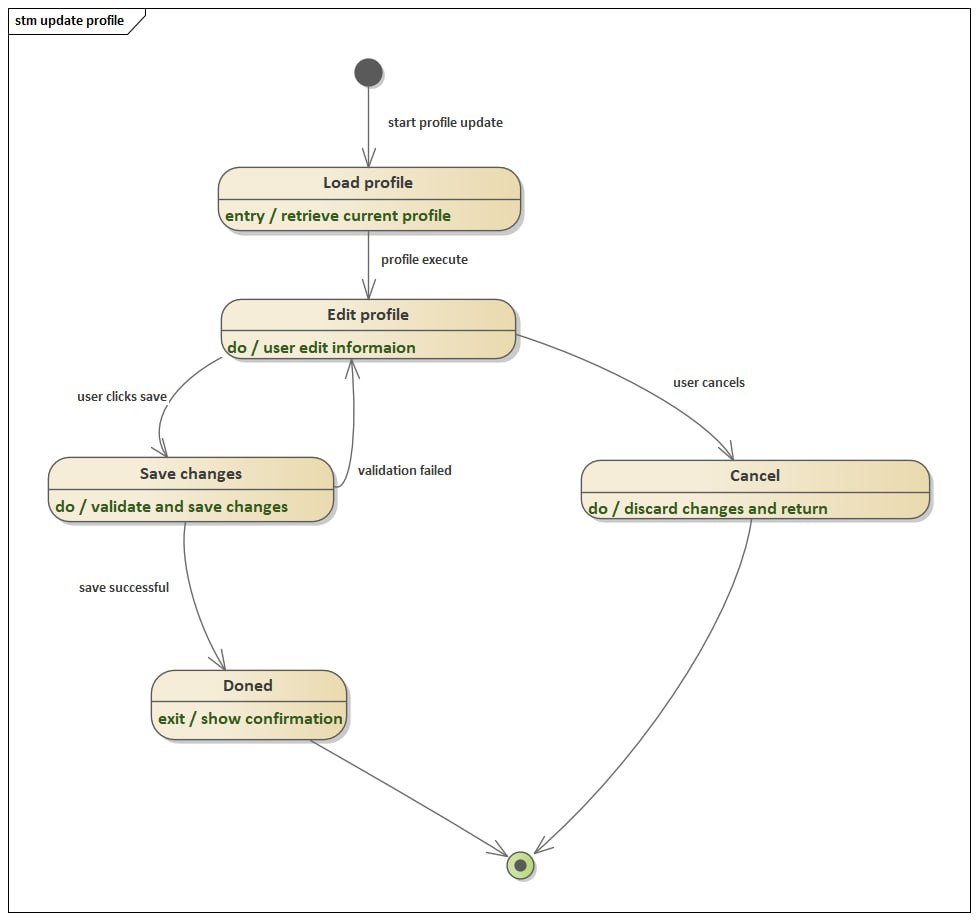 stm update profile
start profile update
Load profile
entry / retrieve current profile
profile execute
Edit profile
do / user edit informaion
user clicks save
user cancels
validation failed
Save changes
do / validate and save changes
Cancel
do / discard changes and return
save successful
Doned
exit / show confirmation